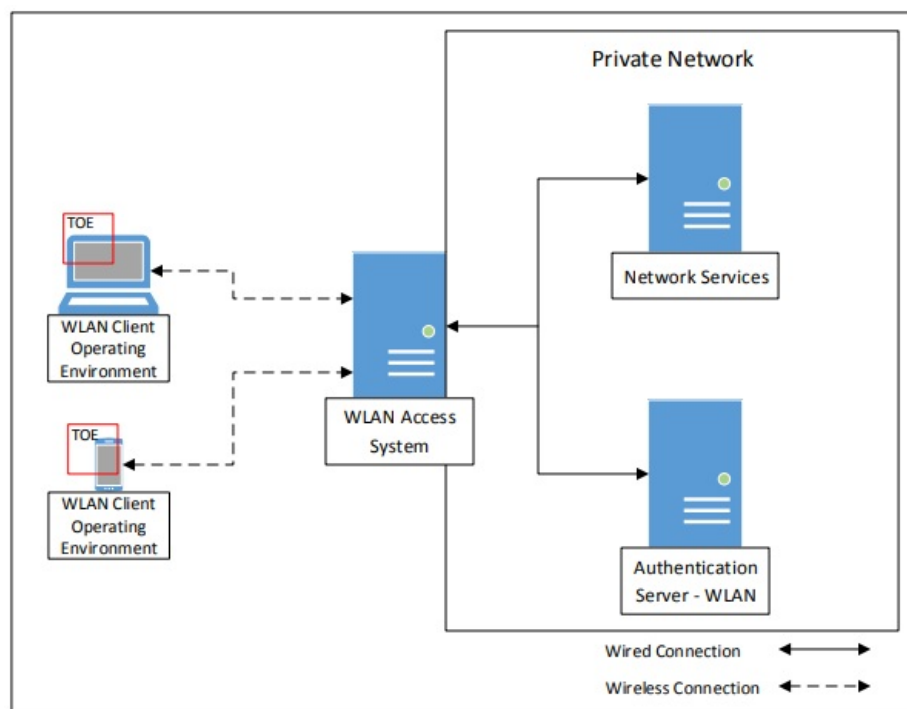 Private Network
TOE
WLAN Client
Operating
Environment
TOE
WLAN Client
Operating
Environment
WLAN Access
System
Network Services
Authentication
Server - WLAN
Wired Connection
Wireless Connection